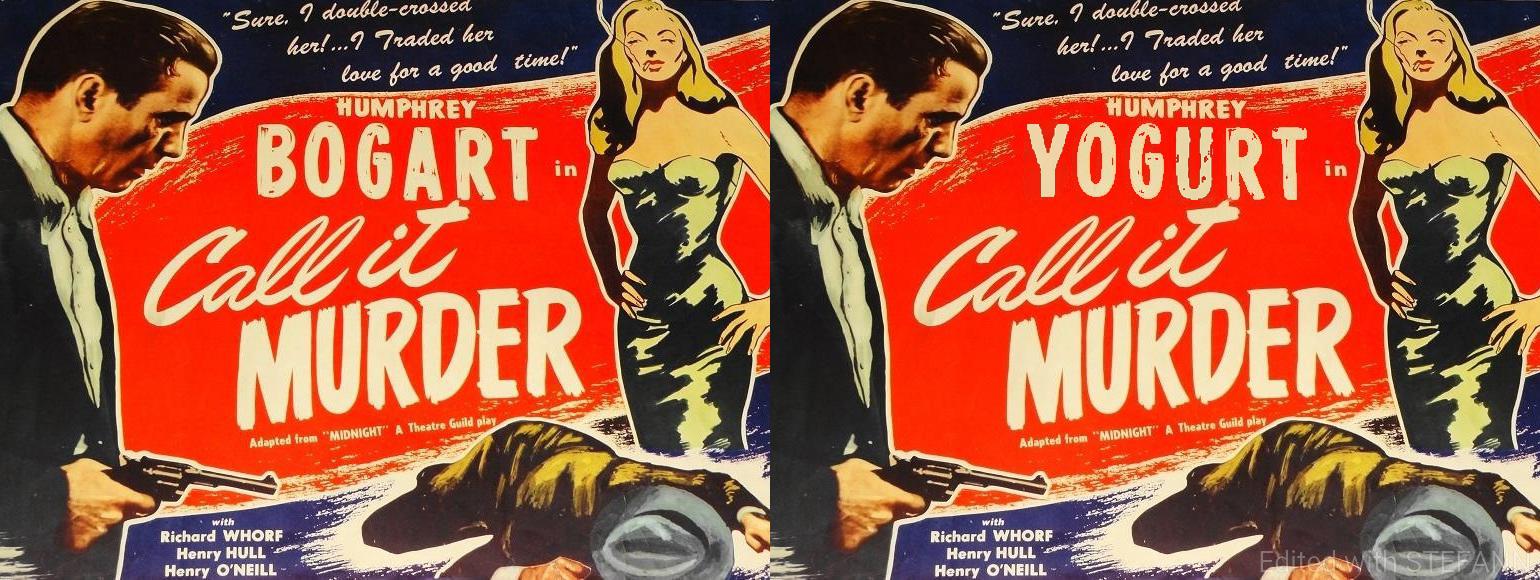 "Sure, I double-crossed
her!...I Traded her
love for a good time!"
HUMPHREY
BOGART in
Call it
MURDER
Adapted from "MIDNIGHT" A Theatre Guild play
with
Richard WHORF
Henry HULL
Henry O'NEILL
"Sure, I double-crossed
her!...I Traded her
love for a good time!"
HUMPHREY
YOGURT in
Call it
MURDER
Adapted from "MIDNIGHT" A Theatre Guild play
with
Richard WHORF
Henry HULL
Henry O'NEILL
Edited with STEFANN